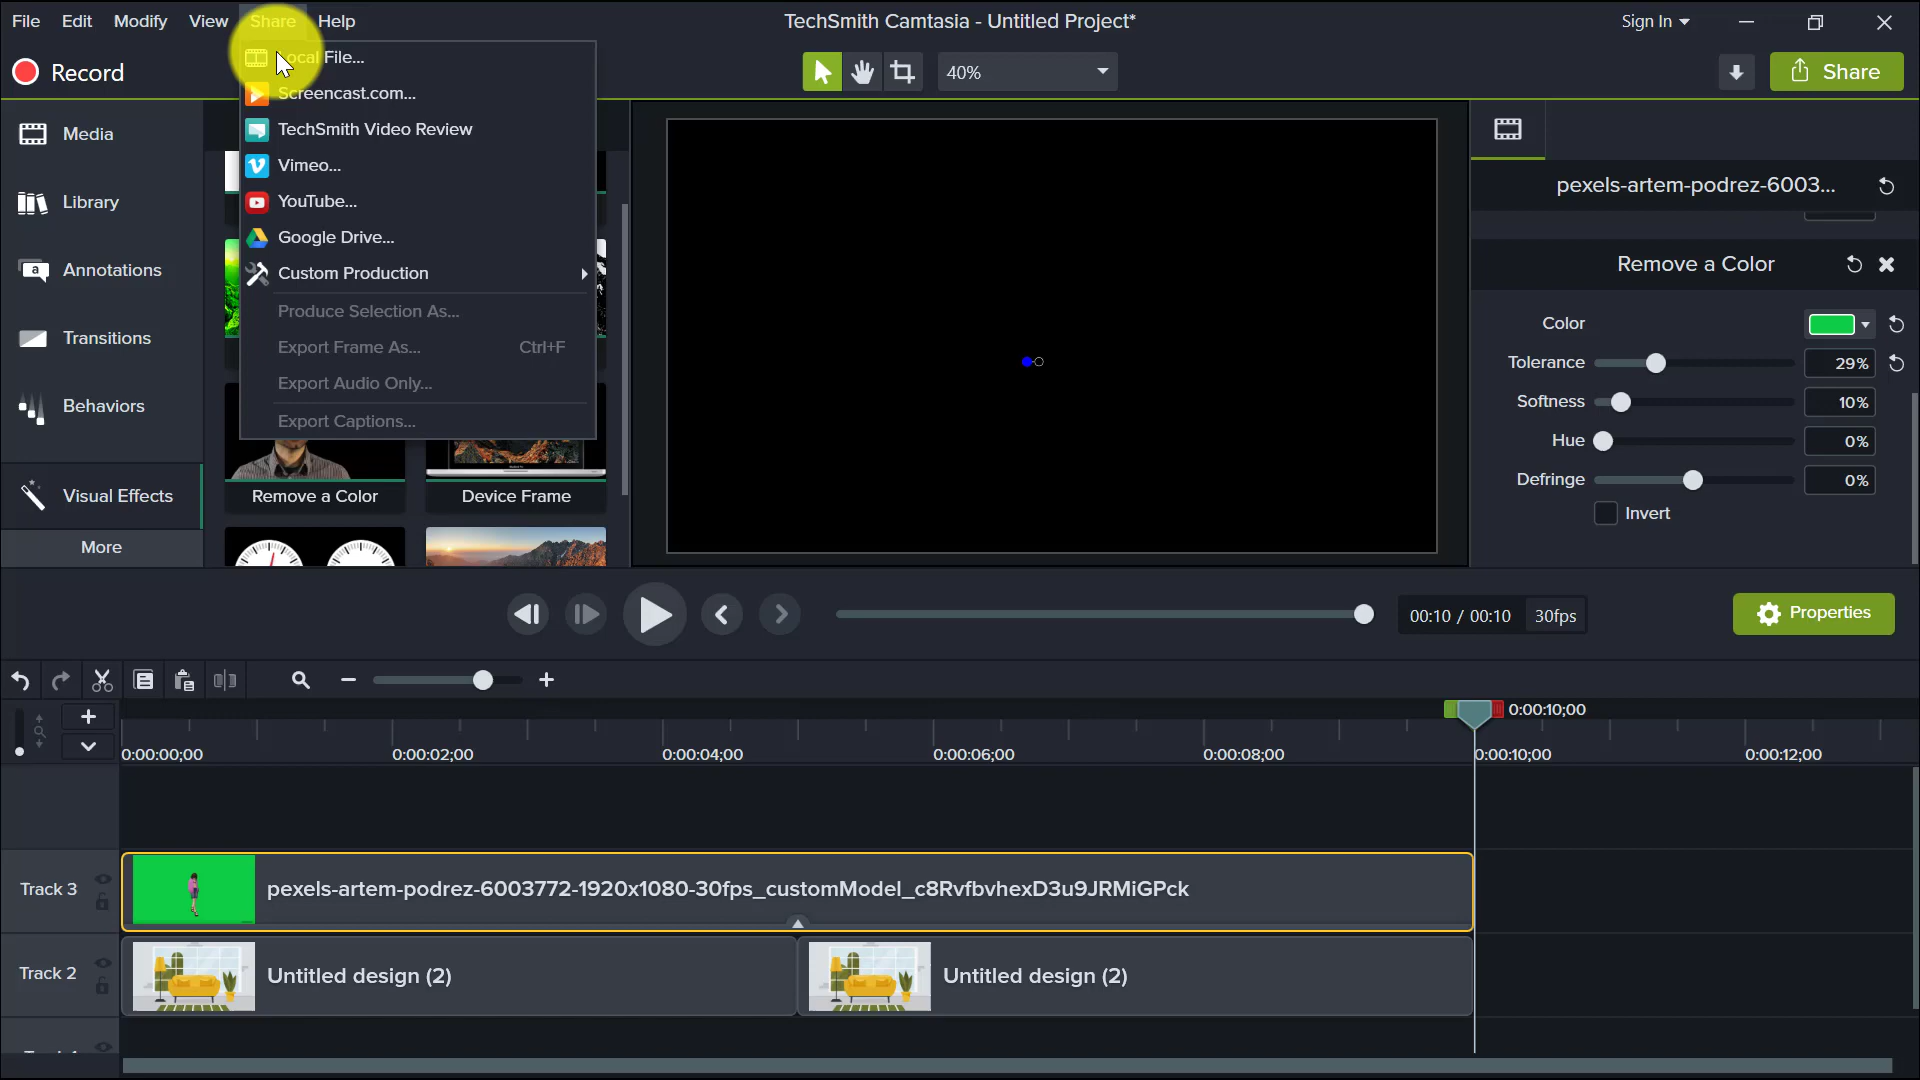 File Edit Modify View Share Help
TechSmith Camtasia - Untitled Project*
Sign In
Record
40%
Share
Local File...
Screencast.com...
TechSmith Video Review
Vimeo...
YouTube...
Google Drive...
Custom Production
Produce Selection As...
Export Frame As... Ctrl+F
Export Audio Only...
Export Captions...
Media
Library
Annotations
Transitions
Behaviors
Visual Effects
More
Remove a Color
Device Frame
pexels-artem-podrez-6003...
Remove a Color
Color
Tolerance 29%
Softness 10%
Hue 0%
Defringe 0%
Invert
00:10 / 00:10 30fps
Properties
0:00:10;00
0:00:00;00 0:00:02;00 0:00:04;00 0:00:06;00 0:00:08;00 0:00:10;00 0:00:12;00
Track 3
pexels-artem-podrez-6003772-1920x1080-30fps_customModel_c8RvfbvhexD3u9JRMiGPck
Track 2
Untitled design (2)
Untitled design (2)